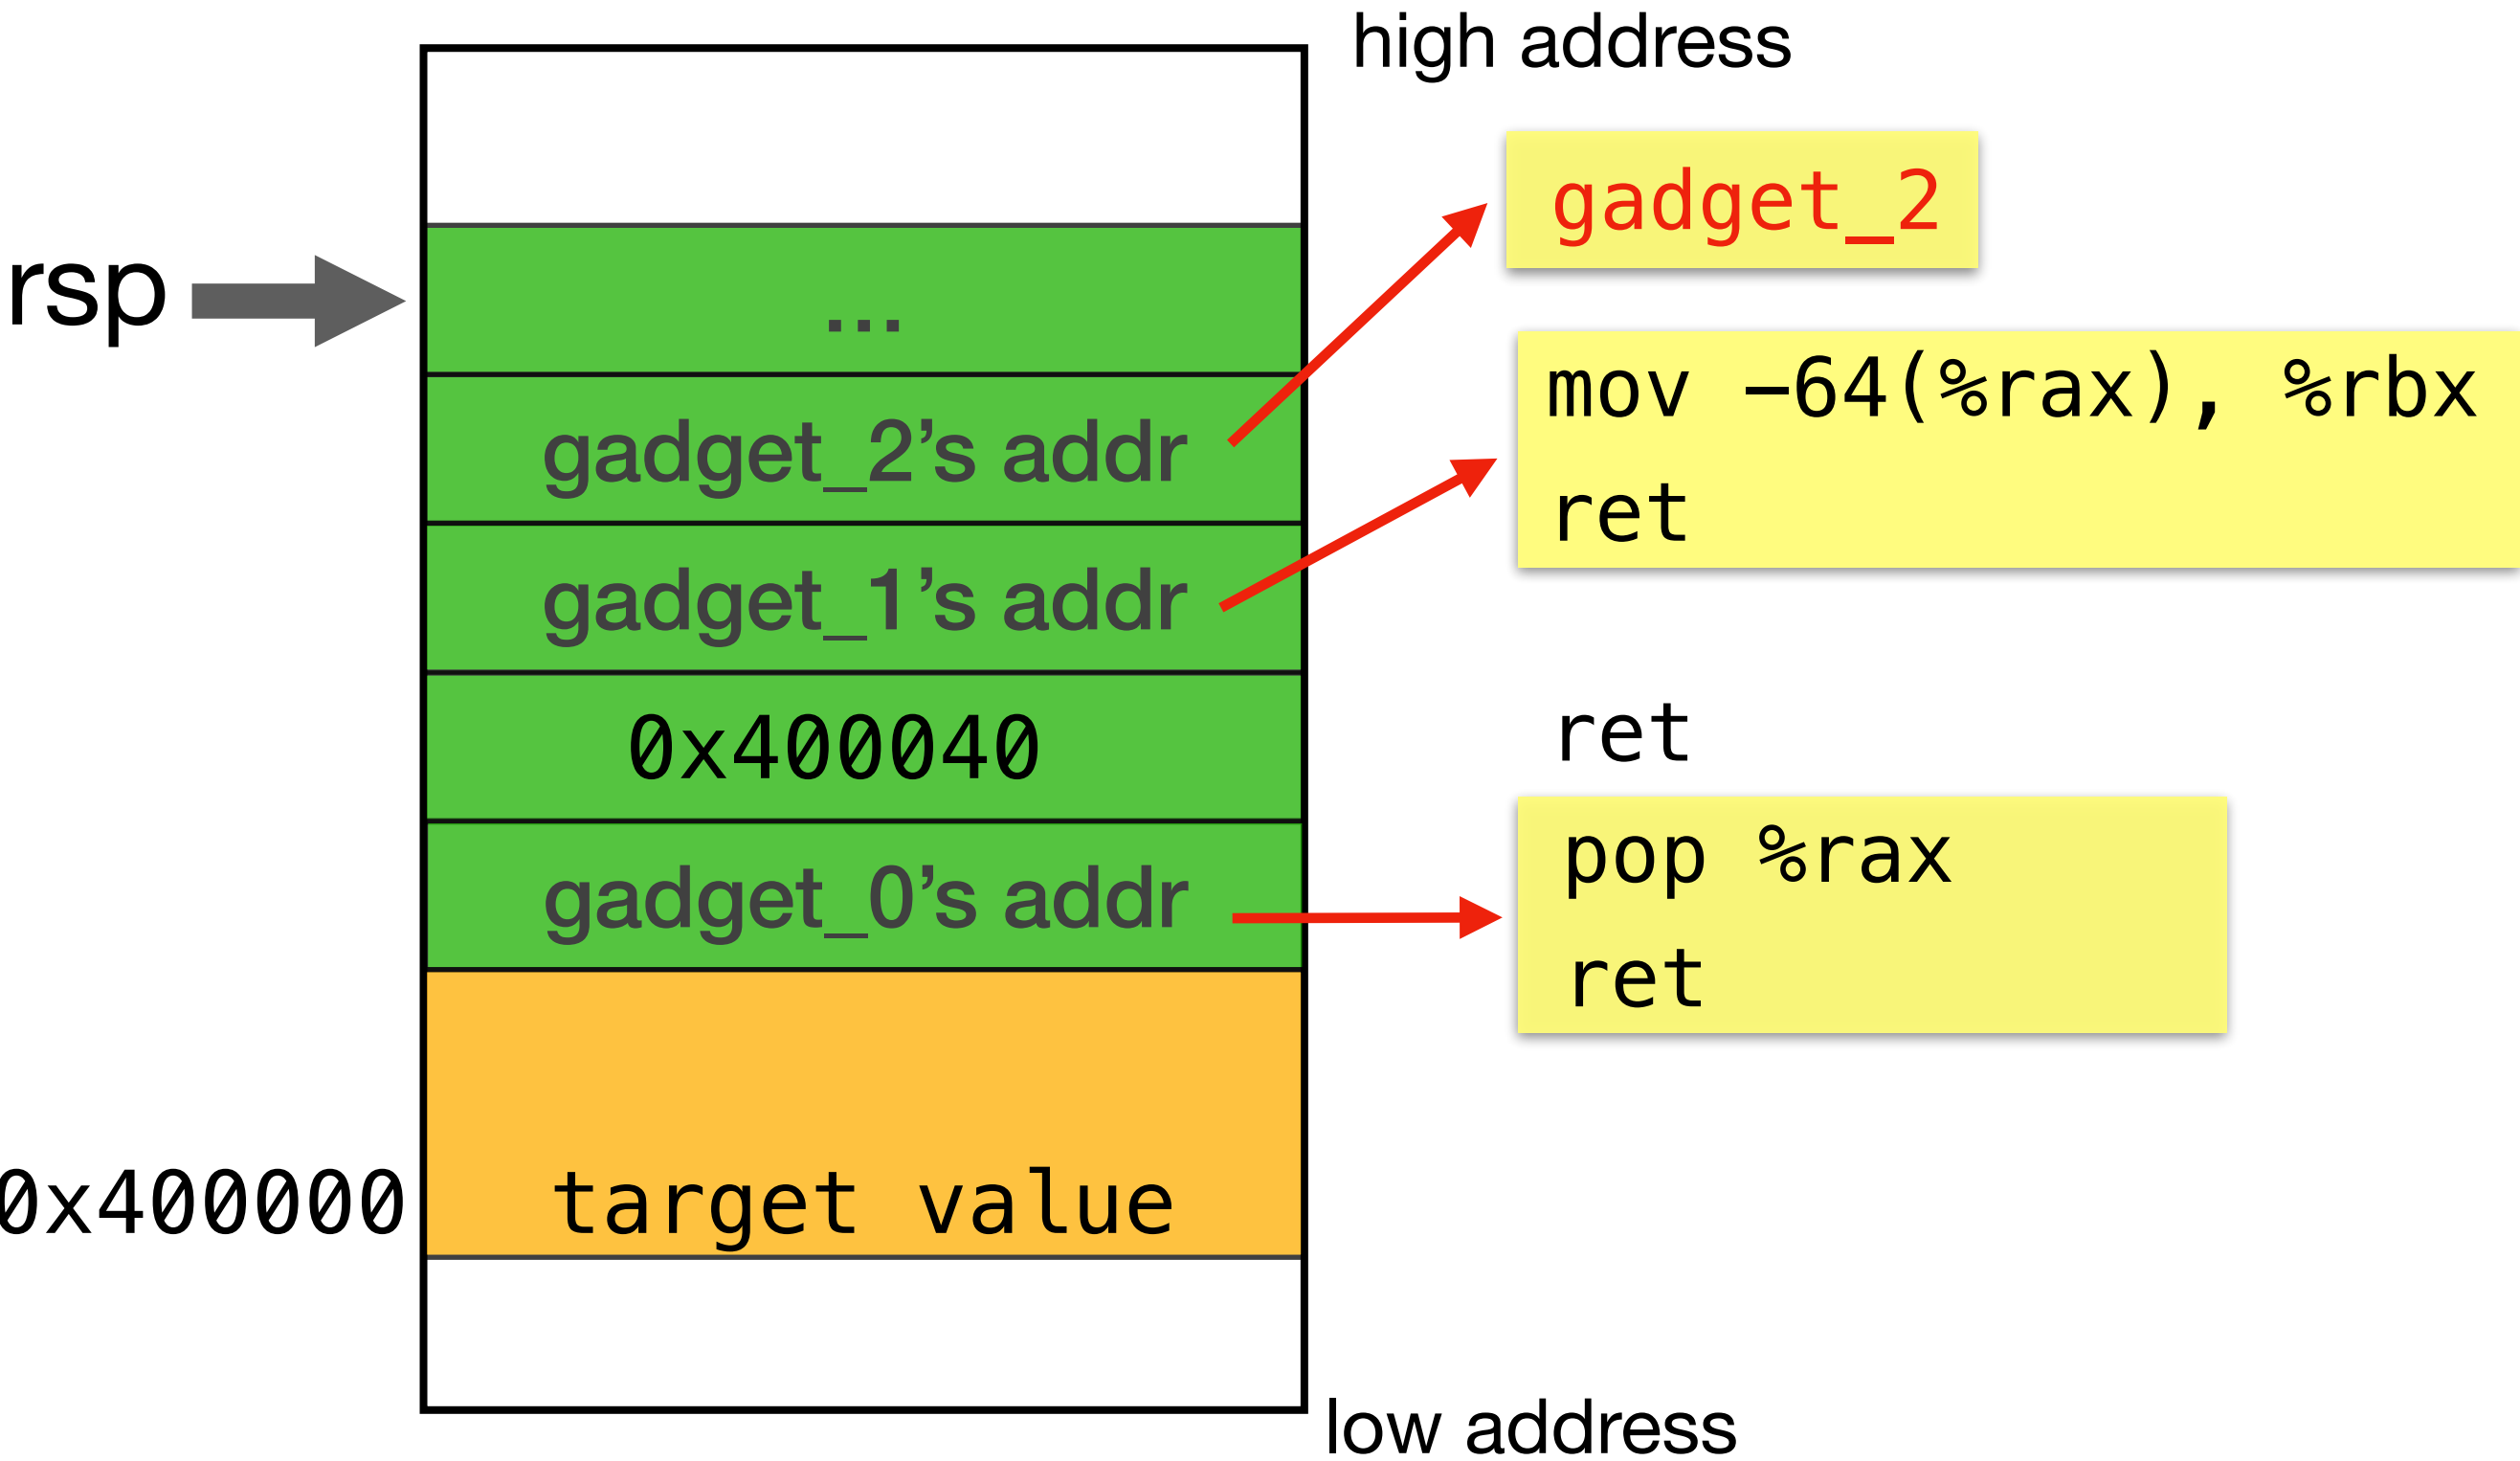 high address
gadget_2
rsp
...
mov -64(%rax), %rbx
gadget_2’s addr
ret
gadget_1’s addr
0x400040
ret
pop %rax
gadget_0’s addr
ret
0x400000
target value
low address